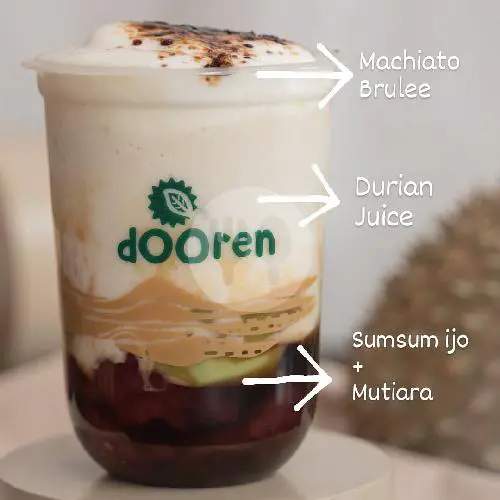 Machiato
Brulee
Durian
Juice
dOOren
Sumsum ijo
+
Mutiara